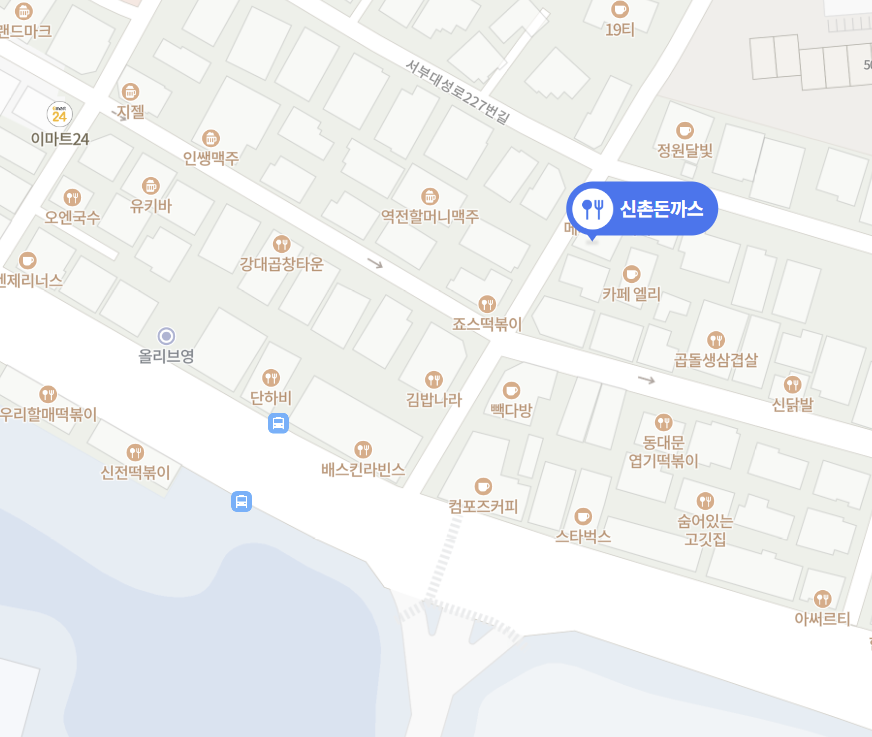 랜드마크
19티
서부대성로227번길
지젤
24
이마트24
정원달빛
인쌩맥주
유키바
오엔국수
역전할머니맥주
신촌돈까스
강대곱창타운
엔제리너스
카페 엘리
죠스떡볶이
올리브영
곱돌생삼겹살
단하비
김밥나라
빽다방
신닭발
우리할매떡볶이
동대문
엽기떡볶이
신전떡볶이
배스킨라빈스
컴포즈커피
숨어있는
고깃집
스타벅스
아써르티